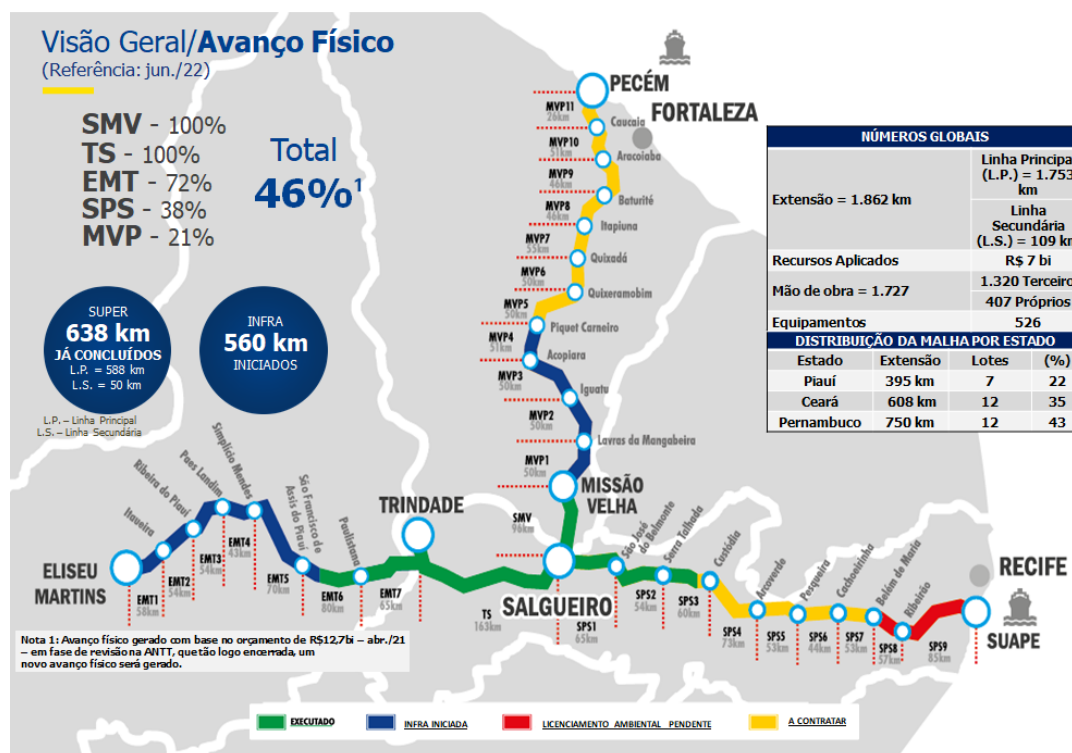 Visão Geral/Avanço Físico
(Referência: jun./22)
SMV - 100%
TS - 100%
EMT - 72%
SPS - 38%
MVP - 21%
Total
46%¹
SUPER
638 km
JÁ CONCLUÍDOS
L.P. = 588 km
L.S. = 50 km
INFRA
560 km
INICIADOS
L.P. – Linha Principal
L.S. – Linha Secundária
PECÉM
FORTALEZA
MVP11
26km
Caucaia
MVP10
51km
Aracoiaba
MVP9
46km
Baturité
MVP8
46km
Itapiuna
MVP7
55km
Quixadá
MVP6
50km
Quixeramobim
MVP5
50km
Piquet Carneiro
MVP4
51km
Acopiara
MVP3
50km
Iguatu
MVP2
50km
Lavras da Mangabeira
MVP1
50km
MISSÃO
VELHA
SMV
96km
NÚMEROS GLOBAIS
Extensão = 1.862 km
Linha Principa
(L.P.) = 1.753
km
Linha
Secundária
(L.S.) = 109 km
Recursos Aplicados R$ 7 bi
Mão de obra = 1.727
1.320 Terceiro
407 Próprios
Equipamentos 526
DISTRIBUIÇÃO DA MALHA POR ESTADO
Estado Extensão Lotes (%)
Piauí 395 km 7 22
Ceará 608 km 12 35
Pernambuco 750 km 12 43
ELISEU
MARTINS
Itaueira
Ribeira do Piauí
Paes Landim
Simplício Mendes
São Francisco de
Assis do Piauí
Paulistana
TRINDADE
EMT1
58km
EMT2
54km
EMT3
54km
EMT4
43km
EMT5
70km
EMT6
80km
EMT7
65km
TS
163km
SALGUEIRO
São José
do Belmonte
Serra Talhada
Custódia
Arcoverde
Pesqueira
Cachoeirinha
Belém de Maria
Ribeirão
RECIFE
SUAPE
SPS1
65km
SPS2
54km
SPS3
60km
SPS4
73km
SPS5
53km
SPS6
44km
SPS7
53km
SPS8
57km
SPS9
85km
Nota 1: Avanço físico gerado com base no orçamento de R$12,7bi – abr./21
– em fase de revisão na ANTT, que tão logo encerrada, um
novo avanço físico será gerado.
EXECUTADO
INFRA INICIADA
LICENCIAMENTO AMBIENTAL PENDENTE
A CONTRATAR